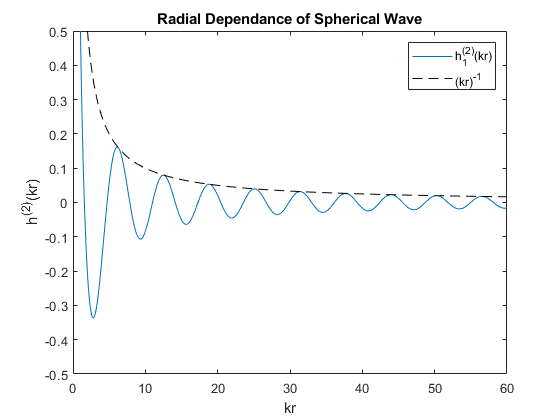 Radial Dependance of Spherical Wave
h₁⁽²⁾(kr)
(kr)⁻¹
h⁽²⁾(kr)
0.5
0.4
0.3
0.2
0.1
0
-0.1
-0.2
-0.3
-0.4
-0.5
0 10 20 30 40 50 60
kr